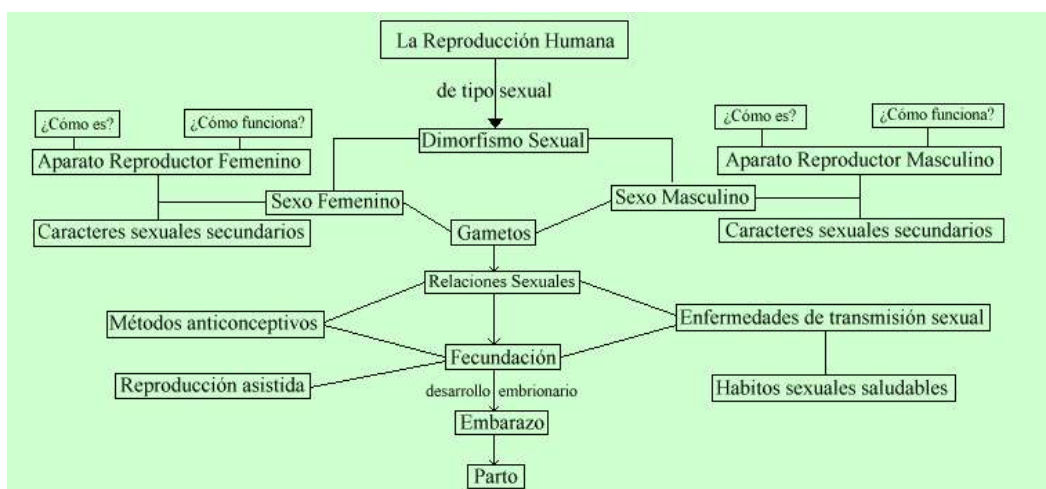 La Reproducción Humana
de tipo sexual
¿Cómo es?
¿Cómo funciona?
¿Cómo es?
¿Cómo funciona?
Dimorfismo Sexual
Aparato Reproductor Femenino
Aparato Reproductor Masculino
Sexo Femenino
Sexo Masculino
Caracteres sexuales secundarios
Gametos
Caracteres sexuales secundarios
Relaciones Sexuales
Métodos anticonceptivos
Enfermedades de transmisión sexual
Fecundación
Reproducción asistida
desarrollo embrionario
Habitos sexuales saludables
Embarazo
Parto